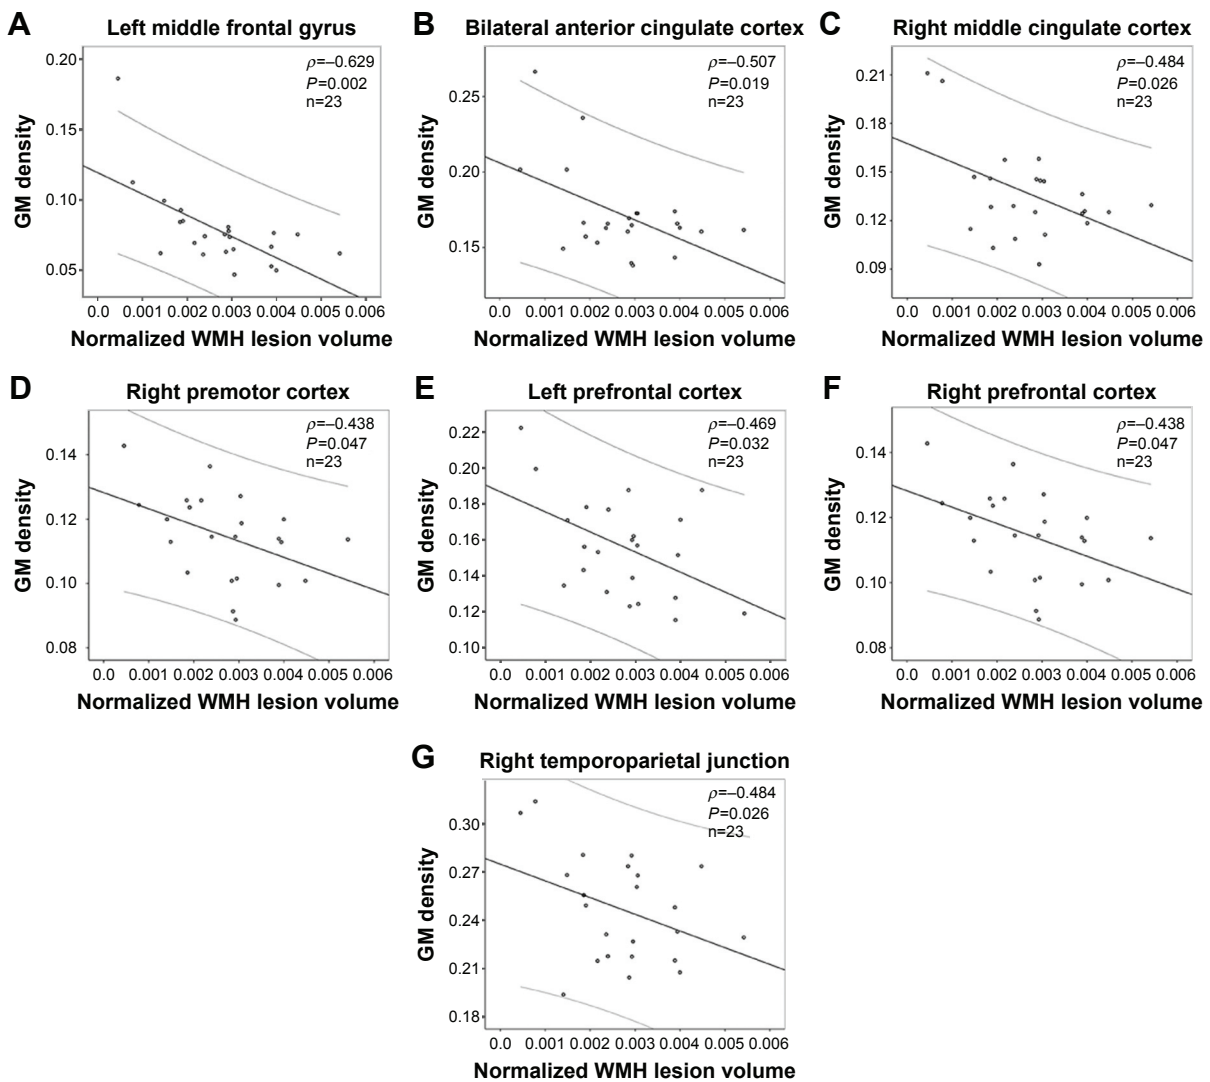 A Left middle frontal gyrus
ρ=–0.629
P=0.002
n=23
GM density
0.20
0.15
0.10
0.05
0.0 0.001 0.002 0.003 0.004 0.005 0.006
Normalized WMH lesion volume
B Bilateral anterior cingulate cortex
ρ=–0.507
P=0.019
n=23
GM density
0.25
0.20
0.15
0.0 0.001 0.002 0.003 0.004 0.005 0.006
Normalized WMH lesion volume
C Right middle cingulate cortex
ρ=–0.484
P=0.026
n=23
GM density
0.21
0.18
0.15
0.12
0.09
0.0 0.001 0.002 0.003 0.004 0.005 0.006
Normalized WMH lesion volume
D Right premotor cortex
ρ=–0.438
P=0.047
n=23
GM density
0.14
0.12
0.10
0.08
0.0 0.001 0.002 0.003 0.004 0.005 0.006
Normalized WMH lesion volume
E Left prefrontal cortex
ρ=–0.469
P=0.032
n=23
GM density
0.22
0.20
0.18
0.16
0.14
0.12
0.10
0.0 0.001 0.002 0.003 0.004 0.005 0.006
Normalized WMH lesion volume
F Right prefrontal cortex
ρ=–0.438
P=0.047
n=23
GM density
0.14
0.12
0.10
0.08
0.0 0.001 0.002 0.003 0.004 0.005 0.006
Normalized WMH lesion volume
G Right temporoparietal junction
ρ=–0.484
P=0.026
n=23
GM density
0.30
0.27
0.24
0.21
0.18
0.0 0.001 0.002 0.003 0.004 0.005 0.006
Normalized WMH lesion volume